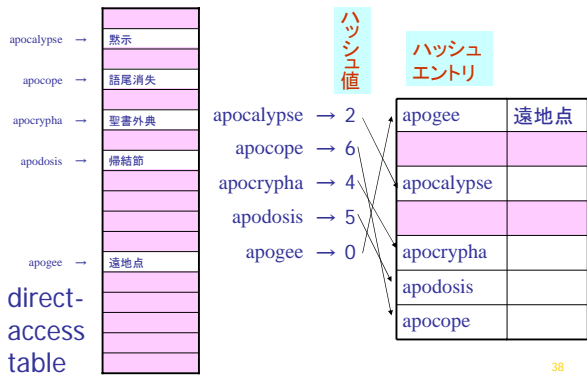 apocalypse → 黙示
apocope → 語尾消失
apocrypha → 聖書外典
apodosis → 帰結節
apogee → 遠地点
direct-
access
table
ハッシュ値
apocalypse → 2
apocope → 6
apocrypha → 4
apodosis → 5
apogee → 0
ハッシュ
エントリ
apogee 遠地点
apocalypse
apocrypha
apodosis
apocope
38